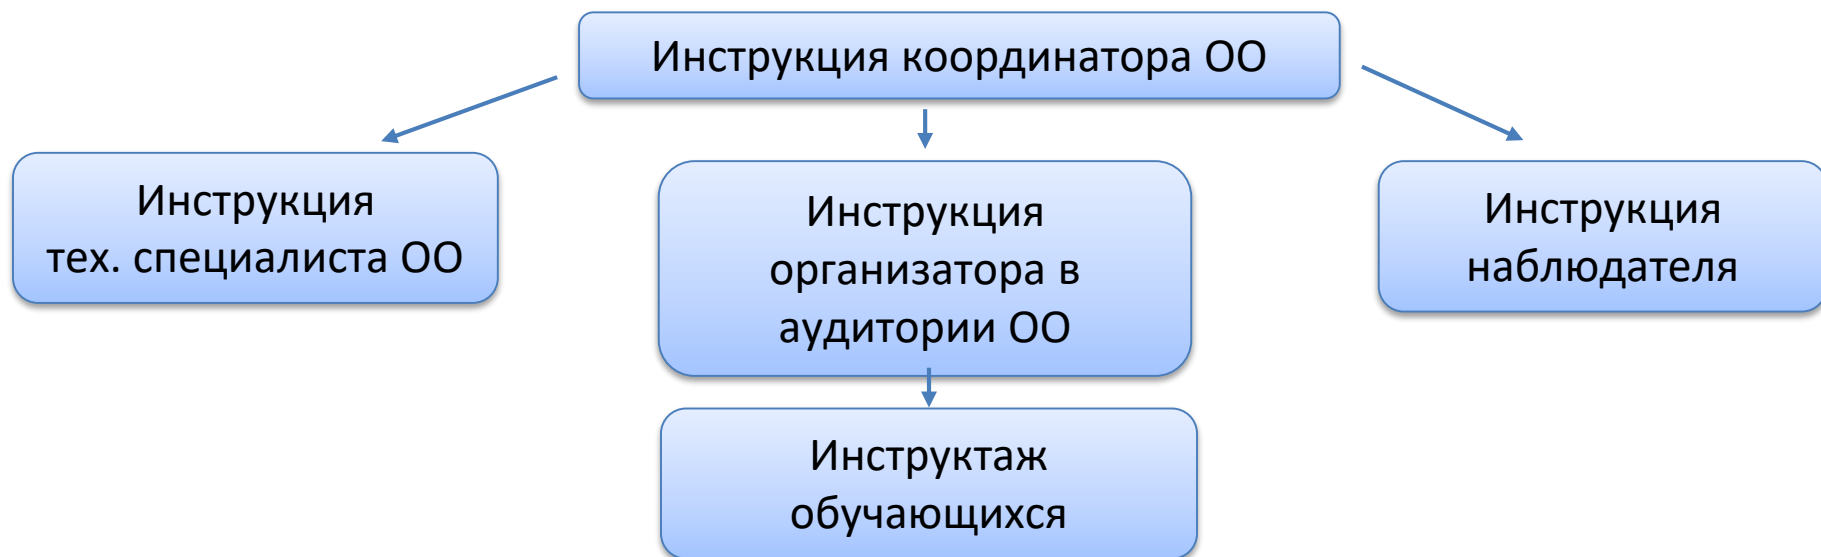 Инструкция координатора ОО
Инструкция
тех. специалиста ОО
Инструкция
организатора в
аудитории ОО
Инструкция
наблюдателя
Инструктаж
обучающихся